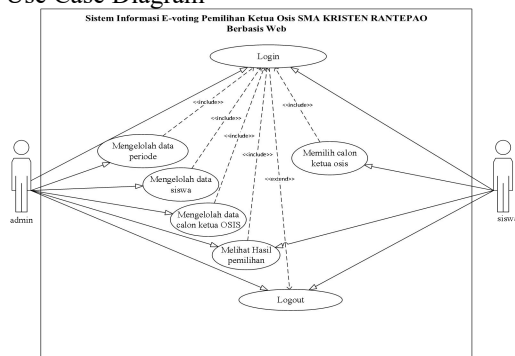 Use Case Diagram
Sistem Informasi E-voting Pemilihan Ketua Osis SMA KRISTEN RANTEPAO
Berbasis Web
Login
<<include>>
<<include>>
<<include>>
<<include>>
<<include>>
<<extend>>
Mengelolah data
periode
Memilih calon
ketua osis
Mengelolah data
siswa
Mengelolah data
calon ketua OSIS
Melihat Hasil
pemilihan
Logout
admin
siswa